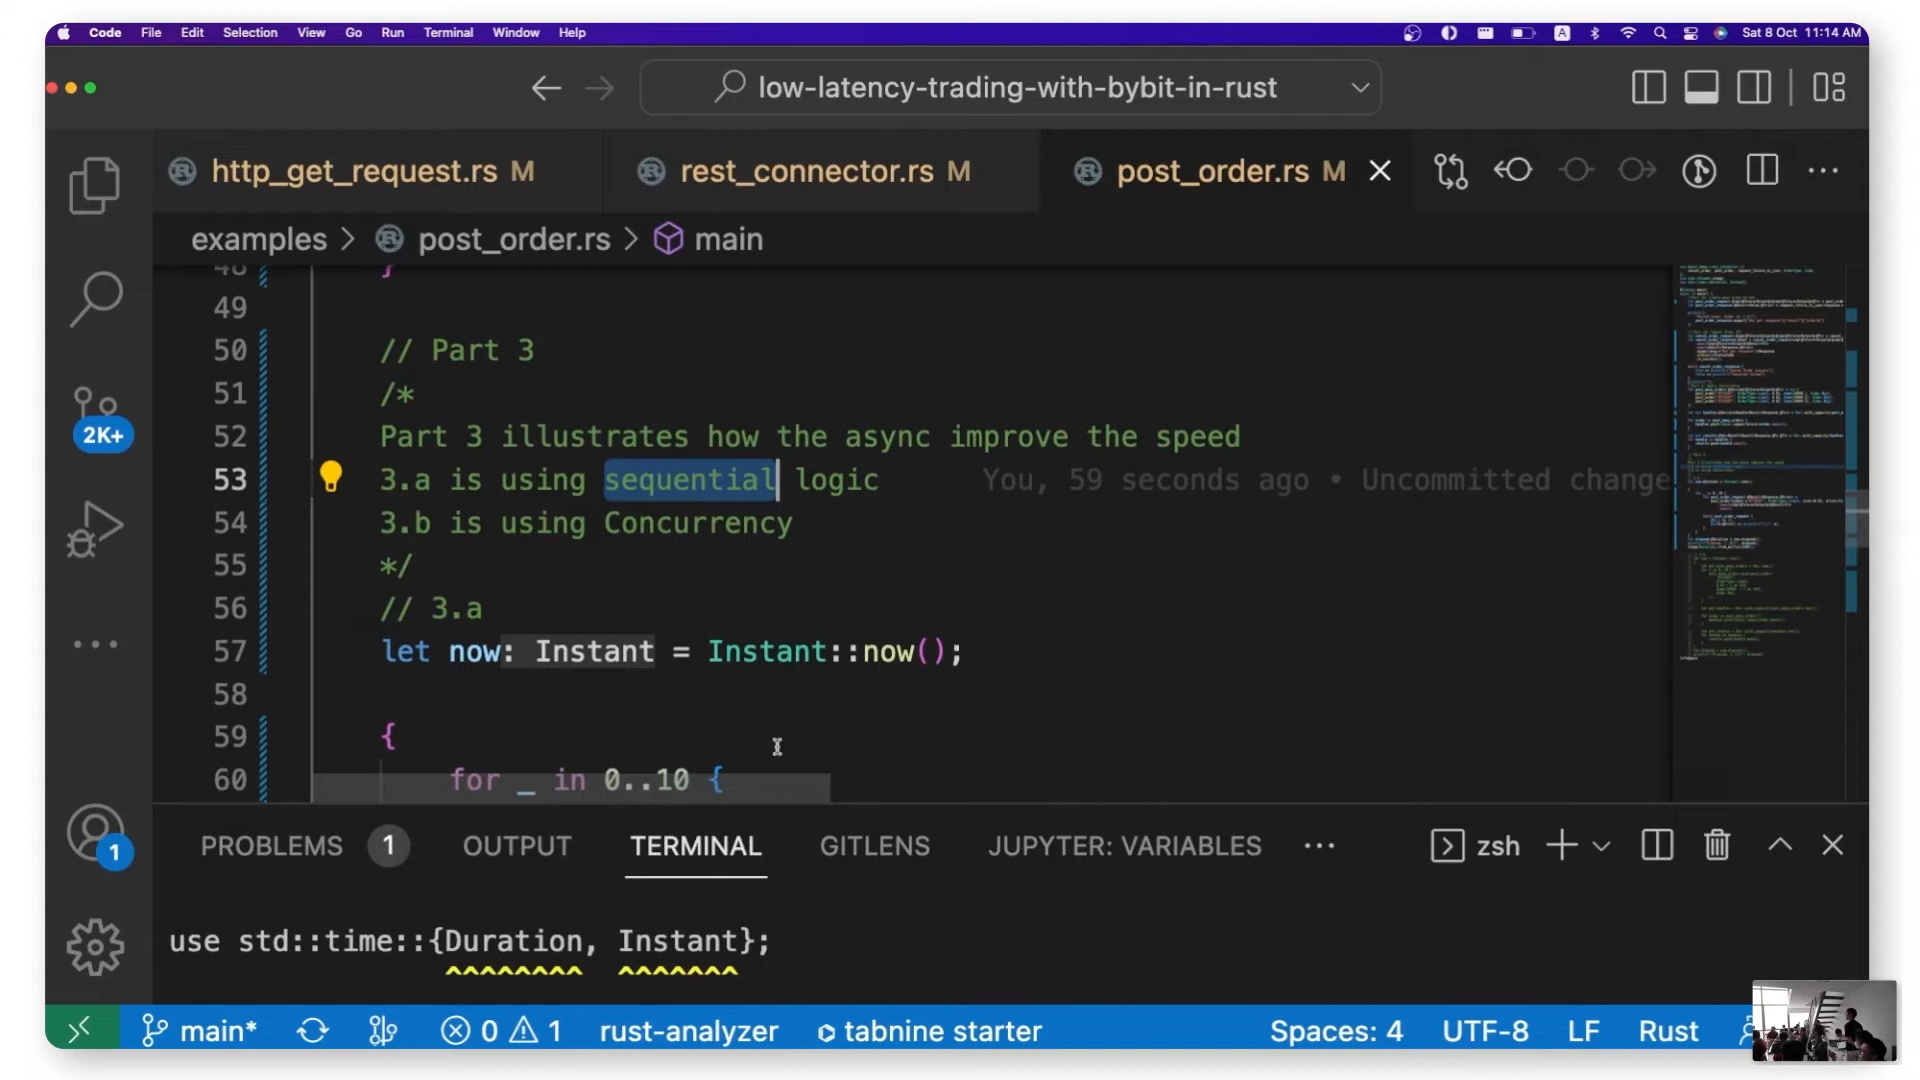 Code File Edit Selection View Go Run Terminal Window Help A Sat 8 Oct 11:14 AM
low-latency-trading-with-bybit-in-rust
http_get_request.rs M rest_connector.rs M post_order.rs M
examples > post_order.rs > main
48 }
49
50 // Part 3
51 /*
52 Part 3 illustrates how the async improve the speed
53 3.a is using sequential logic You, 59 seconds ago • Uncommitted change
54 3.b is using Concurrency
55 */
56 // 3.a
57 let now: Instant = Instant::now();
58
59 {
60 for _ in 0..10 {
2K+
1
PROBLEMS 1 OUTPUT TERMINAL GITLENS JUPYTER: VARIABLES ... zsh
use std::time::{Duration, Instant};
^^^^^^^^ ^^^^^^^
main* 0 1 rust-analyzer tabnine starter Spaces: 4 UTF-8 LF Rust